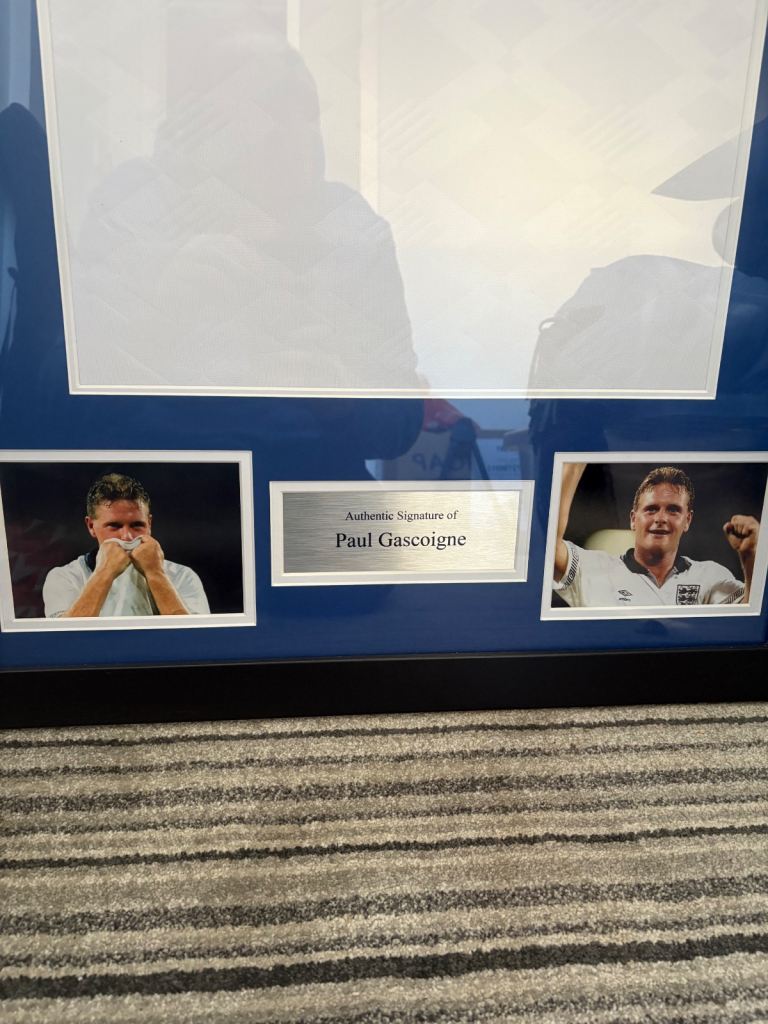 Authentic Signature of
Paul Gascoigne